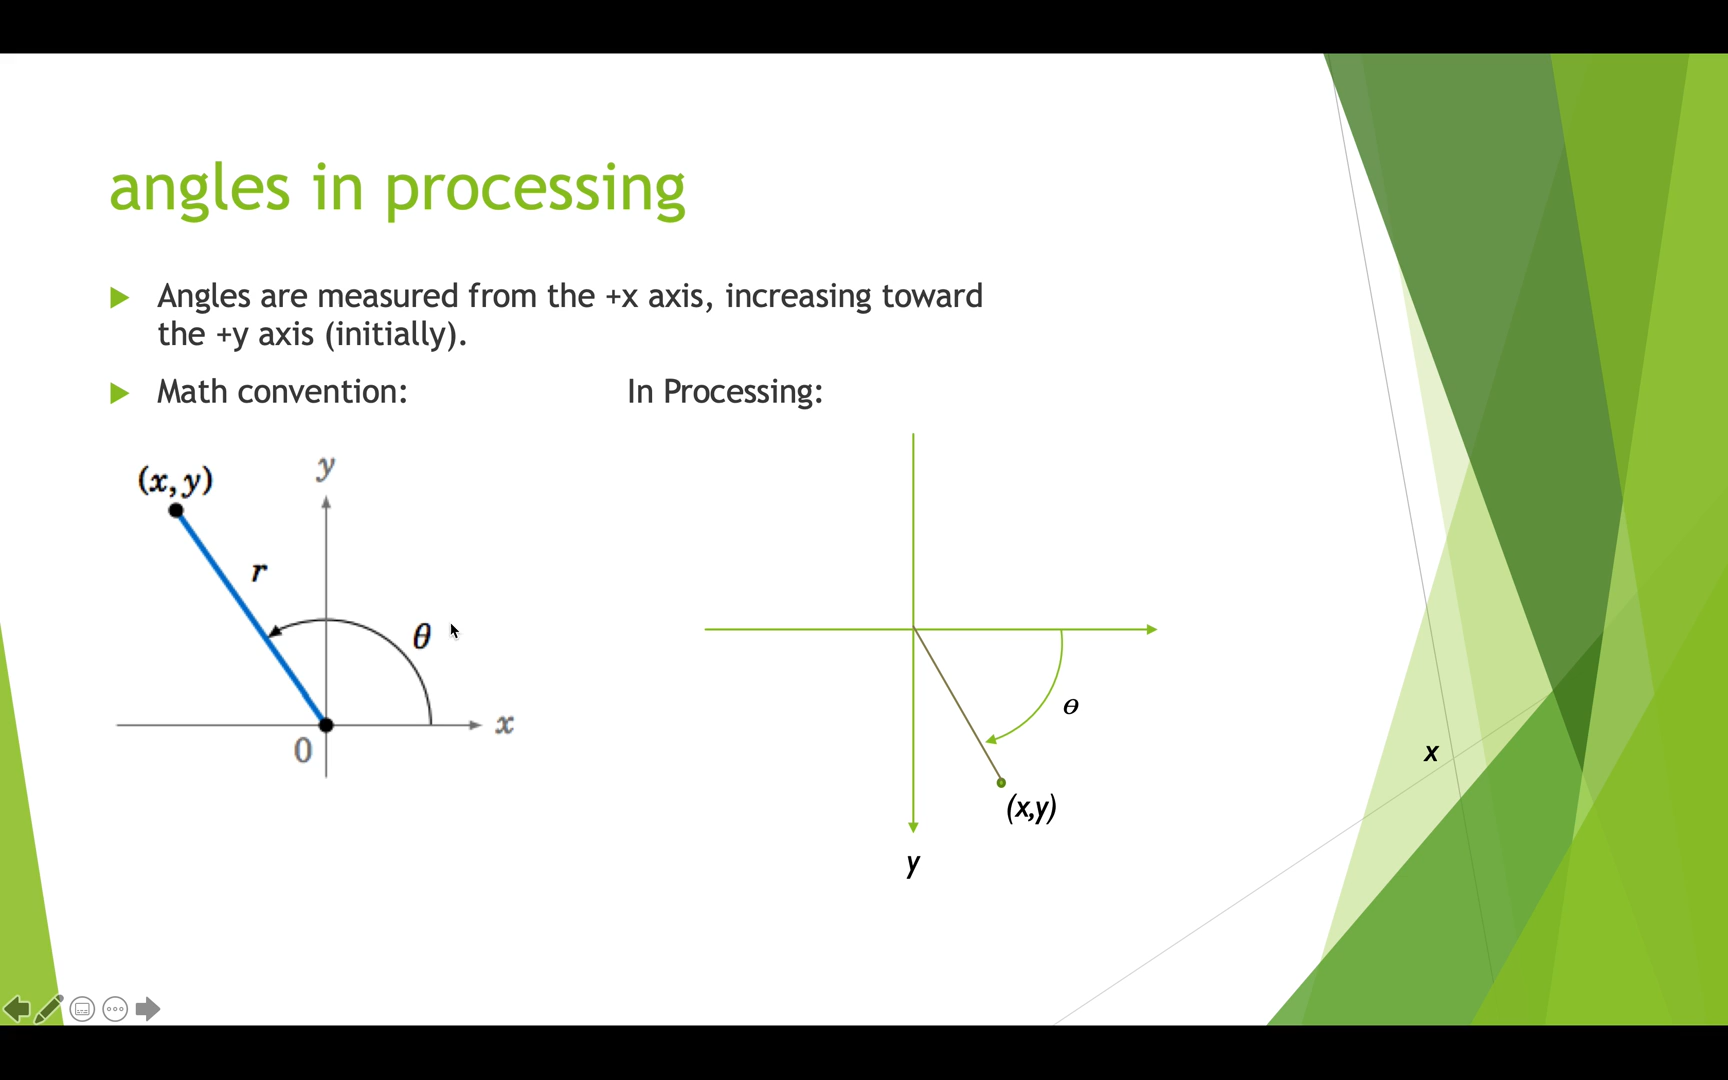 angles in processing
Angles are measured from the +x axis, increasing toward
the +y axis (initially).
Math convention:
In Processing:
(x, y)
y
r
θ
x
0
θ
x
(x,y)
y